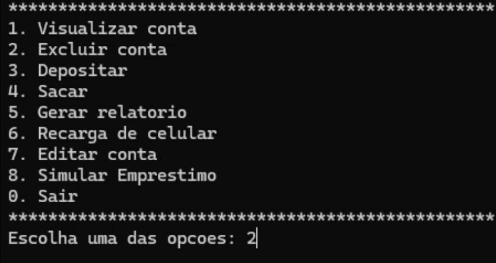 *************************************************
1. Visualizar conta
2. Excluir conta
3. Depositar
4. Sacar
5. Gerar relatorio
6. Recarga de celular
7. Editar conta
8. Simular Emprestimo
0. Sair
*************************************************
Escolha uma das opcoes: 2